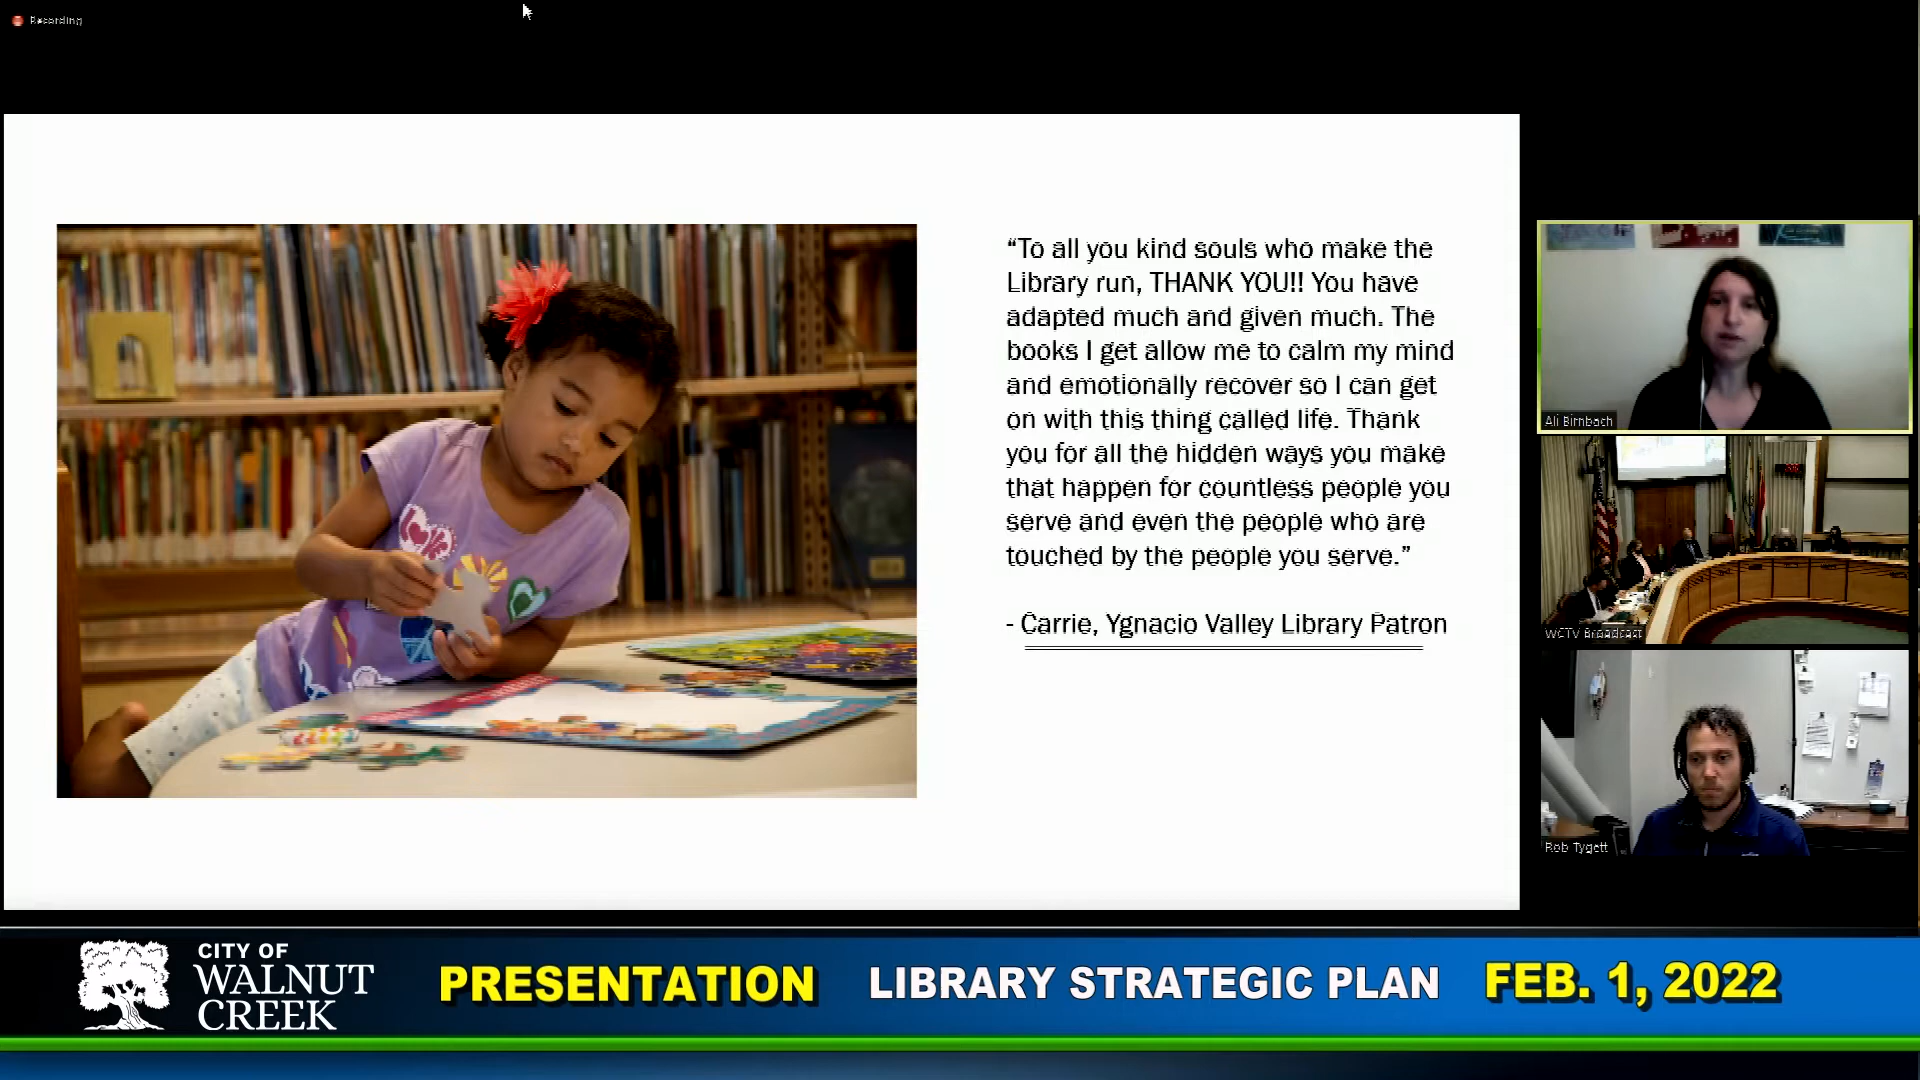 Recording
“To all you kind souls who make the
Library run, THANK YOU!! You have
adapted much and given much. The
books I get allow me to calm my mind
and emotionally recover so I can get
on with this thing called life. Thank
you for all the hidden ways you make
that happen for countless people you
serve and even the people who are
touched by the people you serve.”
- Carrie, Ygnacio Valley Library Patron
Ali Birnbach
WCTV Broadcast
Rob Tygett
CITY OF
WALNUT
CREEK
PRESENTATION
LIBRARY STRATEGIC PLAN
FEB. 1, 2022